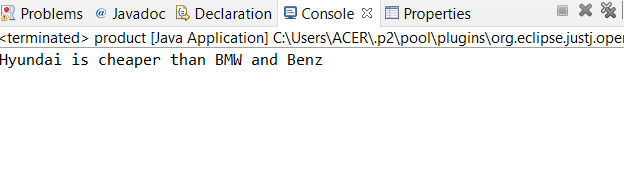 Problems @ Javadoc Declaration Console Properties
<terminated> product [Java Application] C:\Users\ACER\.p2\pool\plugins\org.eclipse.justj.ope
Hyundai is cheaper than BMW and Benz